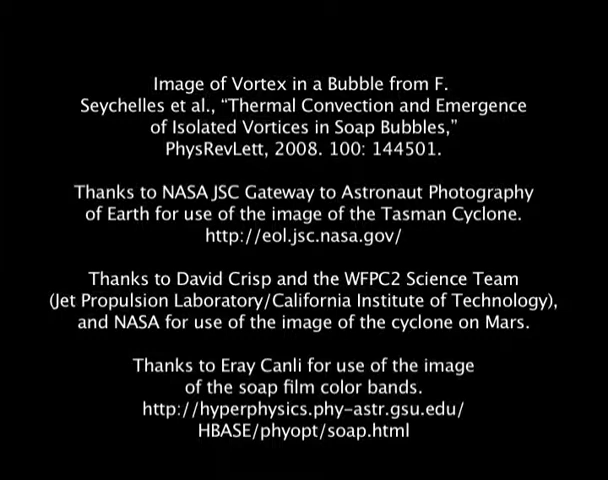 Image of Vortex in a Bubble from F.
Seychelles et al., “Thermal Convection and Emergence
of Isolated Vortices in Soap Bubbles,”
PhysRevLett, 2008. 100: 144501.
Thanks to NASA JSC Gateway to Astronaut Photography
of Earth for use of the image of the Tasman Cyclone.
http://eol.jsc.nasa.gov/
Thanks to David Crisp and the WFPC2 Science Team
(Jet Propulsion Laboratory/California Institute of Technology),
and NASA for use of the image of the cyclone on Mars.
Thanks to Eray Canli for use of the image
of the soap film color bands.
http://hyperphysics.phy-astr.gsu.edu/
HBASE/phyopt/soap.html